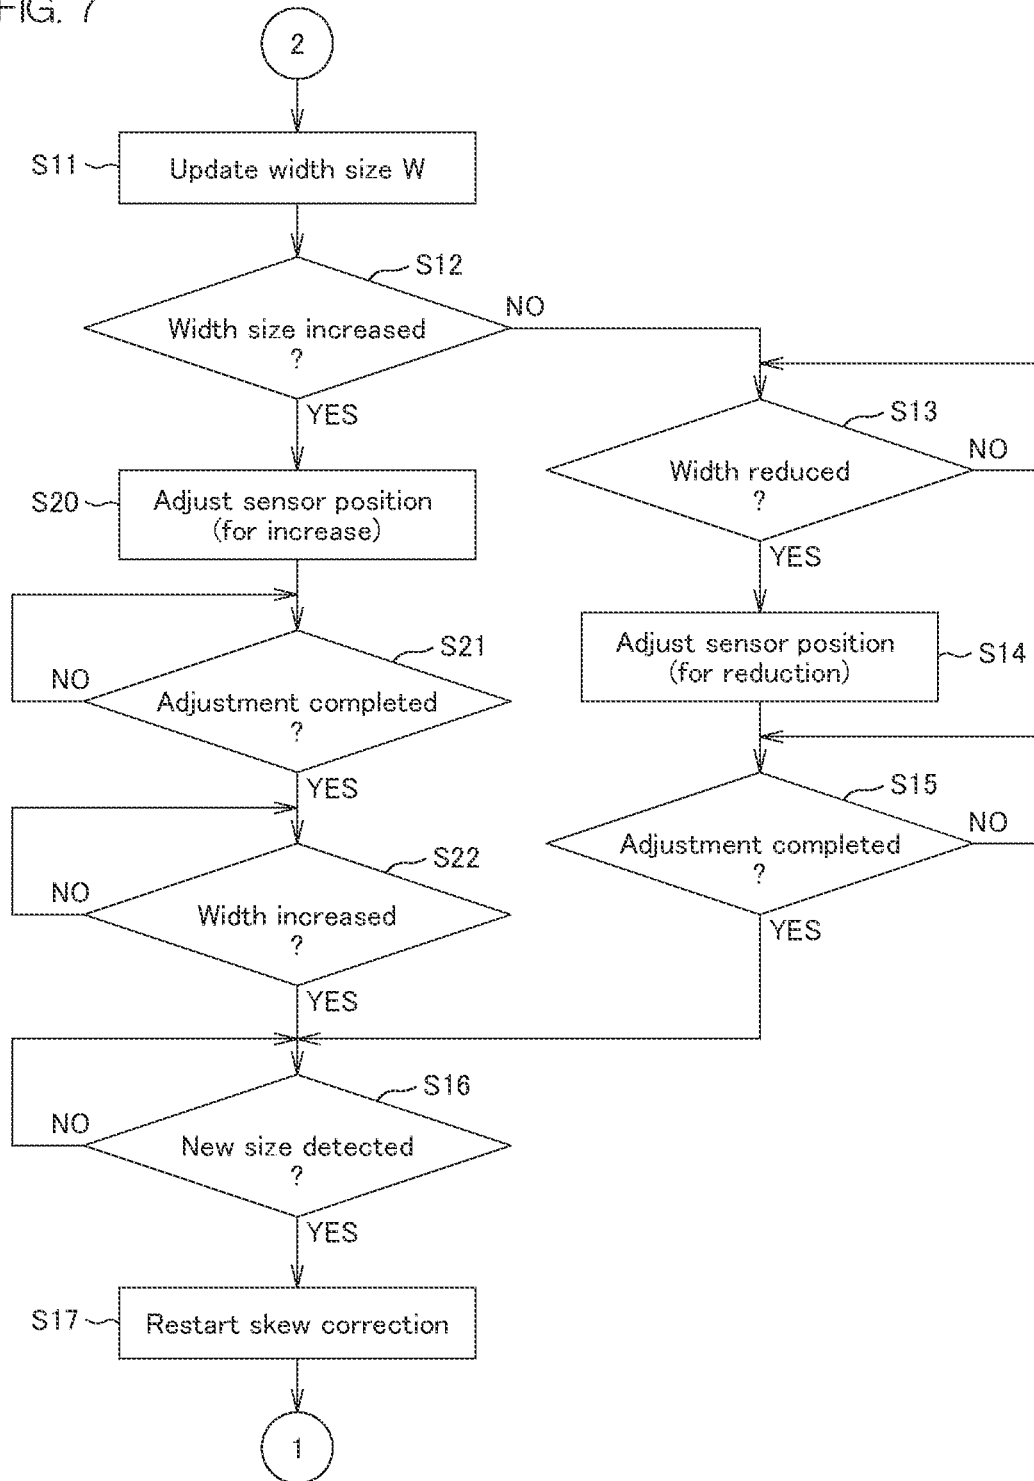 FIG. 7
2
S11
Update width size W
S12
Width size increased
?
NO
YES
S13
Width reduced
?
NO
YES
S20
Adjust sensor position
(for increase)
S14
Adjust sensor position
(for reduction)
S21
Adjustment completed
?
NO
YES
S15
Adjustment completed
?
NO
YES
S22
Width increased
?
NO
YES
S16
New size detected
?
NO
YES
S17
Restart skew correction
1